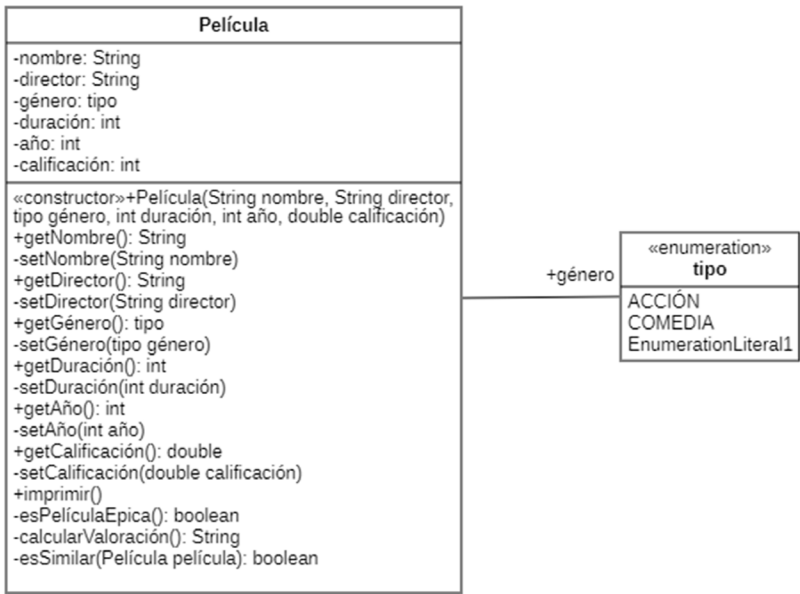 Película
-nombre: String
-director: String
-género: tipo
-duración: int
-año: int
-calificación: int
«constructor»+Película(String nombre, String director,
tipo género, int duración, int año, double calificación)
+getNombre(): String
-setNombre(String nombre)
+getDirector(): String
-setDirector(String director)
+getGénero(): tipo
-setGénero(tipo género)
+getDuración(): int
-setDuración(int duración)
+getAño(): int
-setAño(int año)
+getCalificación(): double
-setCalificación(double calificación)
+imprimir()
-esPelículaEpica(): boolean
-calcularValoración(): String
-esSimilar(Película película): boolean
+género
«enumeration»
tipo
ACCIÓN
COMEDIA
EnumerationLiteral1